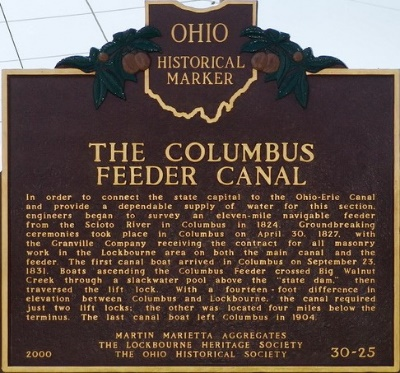 OHIO
HISTORICAL
MARKER
THE COLUMBUS
FEEDER CANAL
In order to connect the state capital to the Ohio-Erie Canal
and provide a dependable supply of water for this section,
engineers began to survey an eleven-mile navigable feeder
from the Scioto River in Columbus in 1824. Groundbreaking
ceremonies took place in Columbus on April 30, 1827, with
the Granville Company receiving the contract for all masonry
work in the Lockbourne area on both the main canal and the
feeder. The first canal boat arrived in Columbus on September 23,
1831. Boats ascending the Columbus Feeder crossed Big Walnut
Creek through a slackwater pool above the "state dam," then
traversed the lift lock. With a fourteen-foot difference in
elevation between Columbus and Lockbourne, the canal required
just two lift locks; the other was located four miles below the
terminus. The last canal boat left Columbus in 1904.
MARTIN MARIETTA AGGREGATES
THE LOCKBOURNE HERITAGE SOCIETY
2000 THE OHIO HISTORICAL SOCIETY 30-25